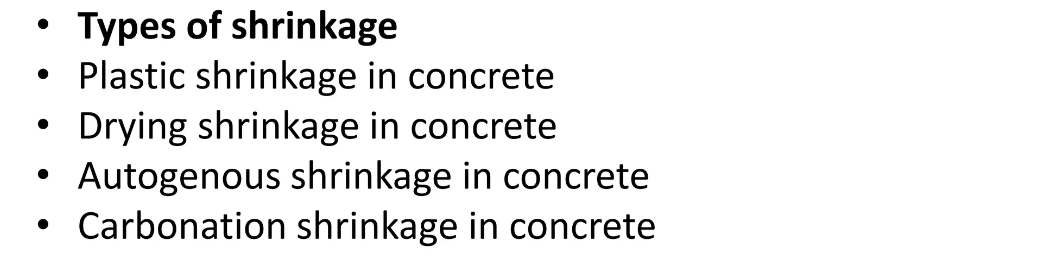 • Types of shrinkage
• Plastic shrinkage in concrete
• Drying shrinkage in concrete
• Autogenous shrinkage in concrete
• Carbonation shrinkage in concrete